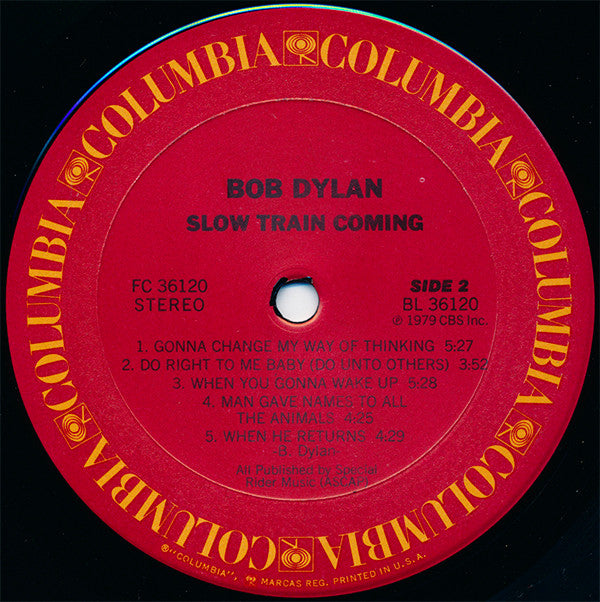 COLUMBIA COLUMBIA COLUMBIA COLUMBIA COLUMBIA COLUMBIA COLUMBIA
BOB DYLAN
SLOW TRAIN COMING
FC 36120
STEREO
SIDE 2
BL 36120
℗ 1979 CBS Inc.
1. GONNA CHANGE MY WAY OF THINKING 5:27
2. DO RIGHT TO ME BABY (DO UNTO OTHERS) 3:52
3. WHEN YOU GONNA WAKE UP 5:28
4. MAN GAVE NAMES TO ALL
THE ANIMALS 4:25
5. WHEN HE RETURNS 4:29
-B. Dylan-
All Published by Special
Rider Music (ASCAP)
® "COLUMBIA", MARCAS REG. PRINTED IN U.S.A.